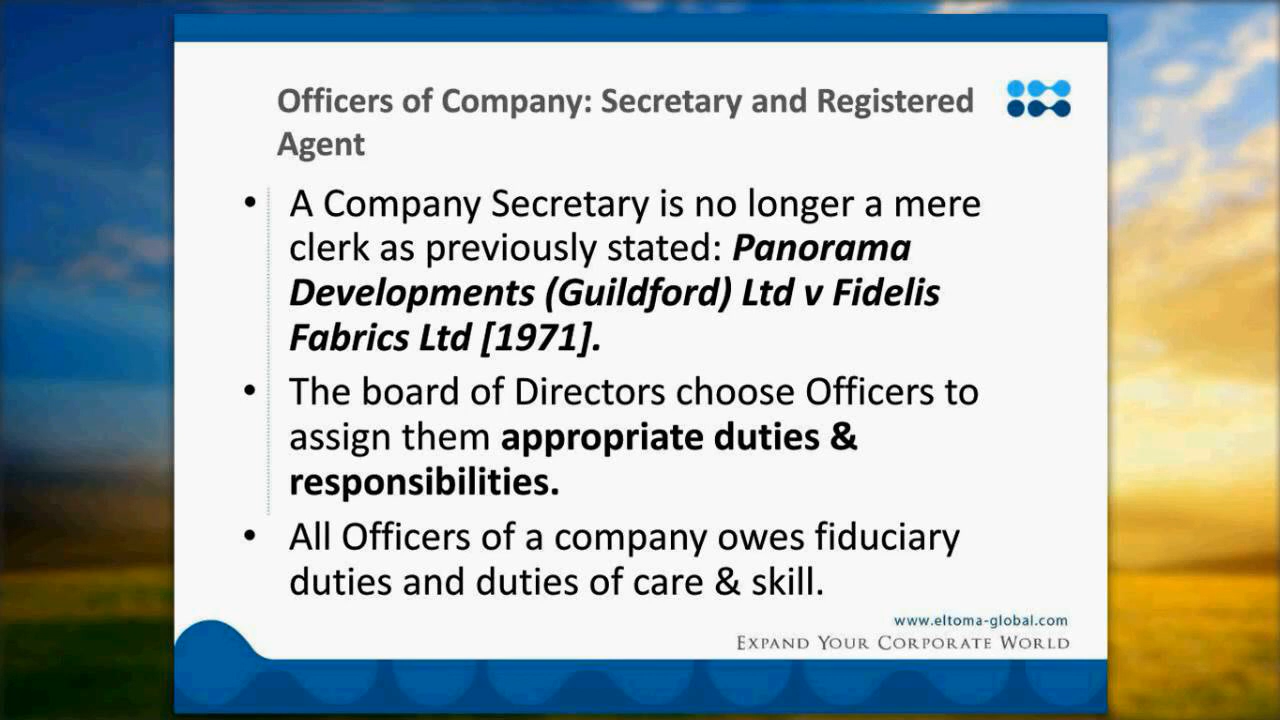 Officers of Company: Secretary and Registered
Agent
• A Company Secretary is no longer a mere
clerk as previously stated: Panorama
Developments (Guildford) Ltd v Fidelis
Fabrics Ltd [1971].
• The board of Directors choose Officers to
assign them appropriate duties &
responsibilities.
• All Officers of a company owes fiduciary
duties and duties of care & skill.
www.eltoma-global.com
EXPAND YOUR CORPORATE WORLD